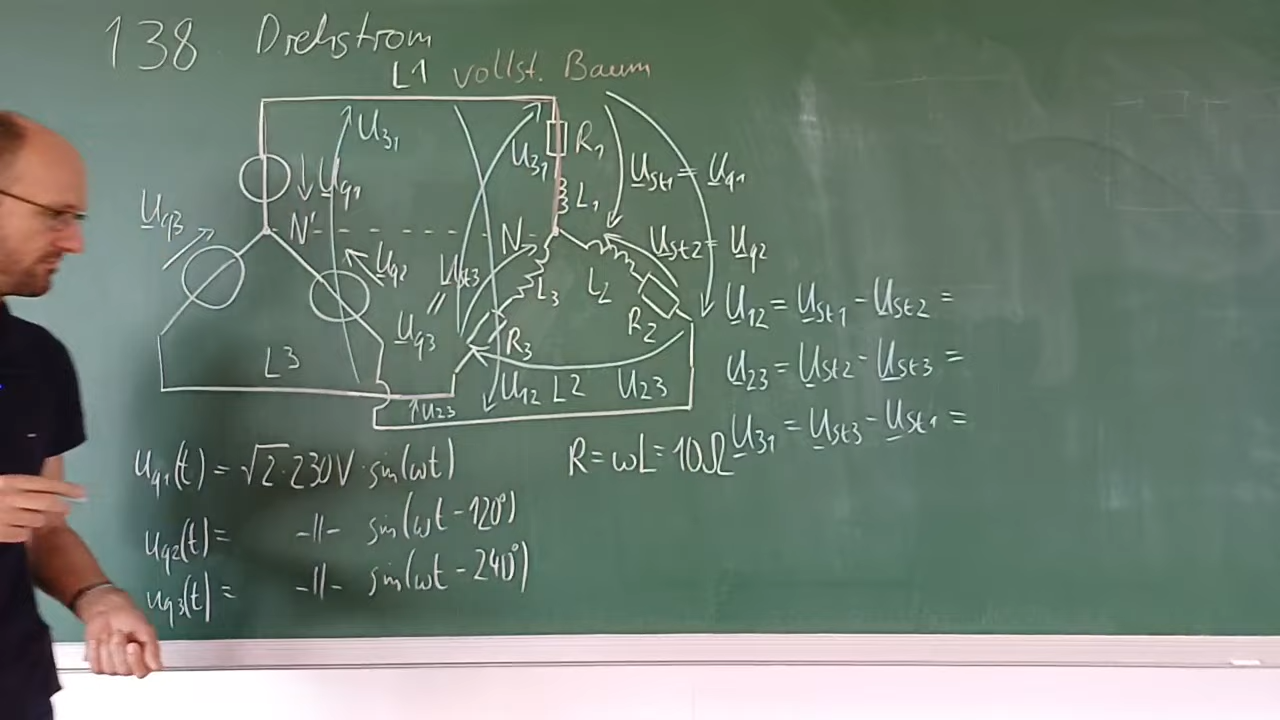 138 Drehstrom
L1 vollst. Baum
U31
U31
R1
Uq1
L1
USt1 = Uq1
Uq3
N'
N
USt2 = Uq2
Uq2
USt3
=
Uq3
L3
L2
R2
R3
L3
U12
L2
U23
U23
U12 = USt1 - USt2 =
U23 = USt2 - USt3 =
U31 = USt3 - USt1 =
R = ωL = 10Ω
uq1(t) = √2·230V·sin(ωt)
uq2(t) = -||- sin(ωt - 120°)
uq3(t) = -||- sin(ωt - 240°)